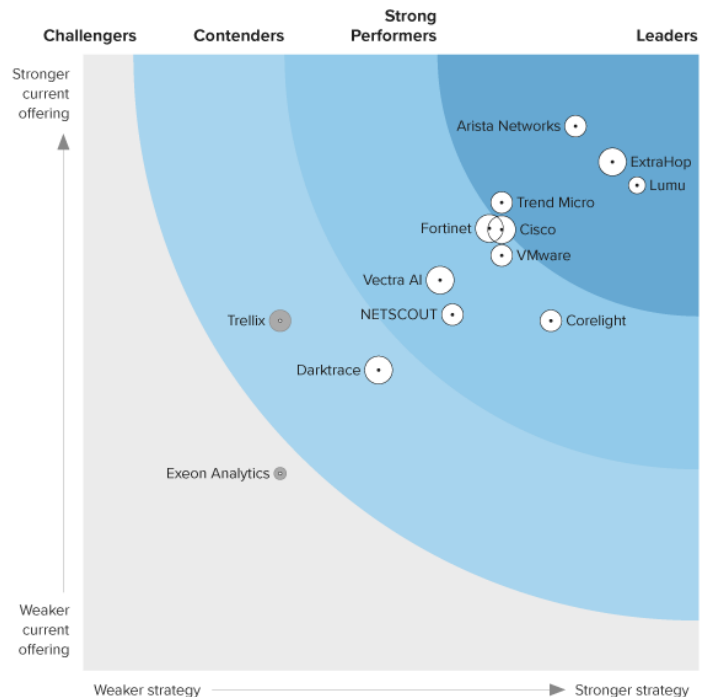 Challengers
Contenders
Strong
Performers
Leaders
Stronger
current
offering
Arista Networks
ExtraHop
Lumu
Trend Micro
Fortinet
Cisco
VMware
Vectra AI
NETSCOUT
Trellix
Corelight
Darktrace
Exeon Analytics
Weaker
current
offering
Weaker strategy
Stronger strategy